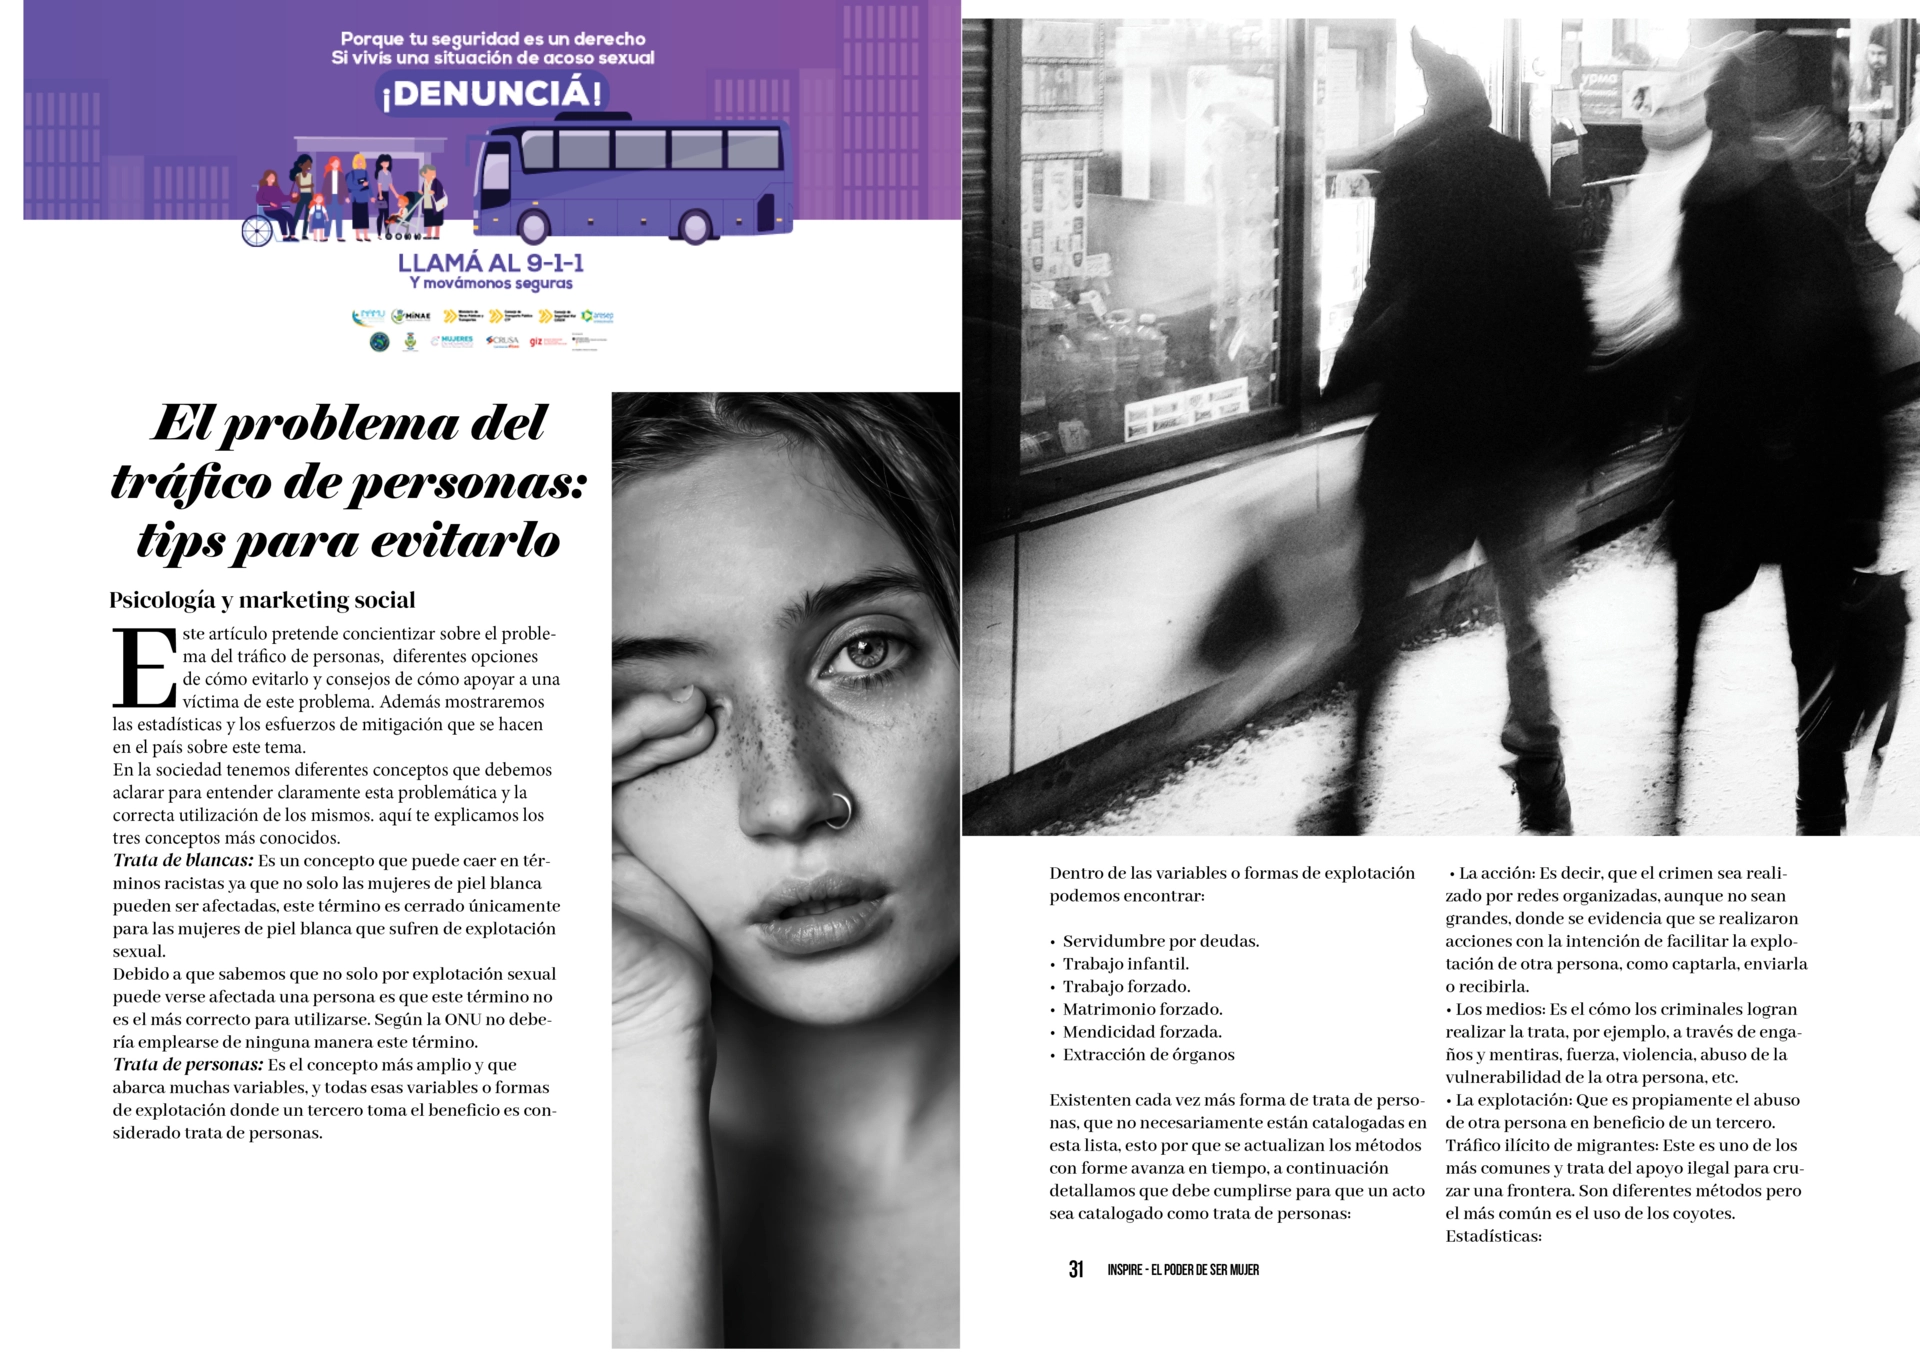 Porque tu seguridad es un derecho
Si vivís una situación de acoso sexual
¡DENUNCIÁ!
LLAMÁ AL 9-1-1
Y movámonos seguras
MINAE
aresep
MUJERES
CRUSA
giz
El problema del
tráfico de personas:
tips para evitarlo
Psicología y marketing social
Este artículo pretende concientizar sobre el proble-
ma del tráfico de personas,  diferentes opciones
de cómo evitarlo y consejos de cómo apoyar a una
víctima de este problema. Además mostraremos
las estadísticas y los esfuerzos de mitigación que se hacen
en el país sobre este tema.
En la sociedad tenemos diferentes conceptos que debemos
aclarar para entender claramente esta problemática y la
correcta utilización de los mismos. aquí te explicamos los
tres conceptos más conocidos.
Trata de blancas: Es un concepto que puede caer en tér-
minos racistas ya que no solo las mujeres de piel blanca
pueden ser afectadas, este término es cerrado únicamente
para las mujeres de piel blanca que sufren de explotación
sexual.
Debido a que sabemos que no solo por explotación sexual
puede verse afectada una persona es que este término no
es el más correcto para utilizarse. Según la ONU no debe-
ría emplearse de ninguna manera este término.
Trata de personas: Es el concepto más amplio y que
abarca muchas variables, y todas esas variables o formas
de explotación donde un tercero toma el beneficio es con-
siderado trata de personas.
Dentro de las variables o formas de explotación
podemos encontrar:
• Servidumbre por deudas.
• Trabajo infantil.
• Trabajo forzado.
• Matrimonio forzado.
• Mendicidad forzada.
• Extracción de órganos
Existenten cada vez más forma de trata de perso-
nas, que no necesariamente están catalogadas en
esta lista, esto por que se actualizan los métodos
con forme avanza en tiempo, a continuación
detallamos que debe cumplirse para que un acto
sea catalogado como trata de personas:
• La acción: Es decir, que el crimen sea reali-
zado por redes organizadas, aunque no sean
grandes, donde se evidencia que se realizaron
acciones con la intención de facilitar la explo-
tación de otra persona, como captarla, enviarla
o recibirla.
• Los medios: Es el cómo los criminales logran
realizar la trata, por ejemplo, a través de enga-
ños y mentiras, fuerza, violencia, abuso de la
vulnerabilidad de la otra persona, etc.
• La explotación: Que es propiamente el abuso
de otra persona en beneficio de un tercero.
Tráfico ilícito de migrantes: Este es uno de los
más comunes y trata del apoyo ilegal para cru-
zar una frontera. Son diferentes métodos pero
el más común es el uso de los coyotes.
Estadísticas:
31 INSPIRE - EL PODER DE SER MUJER